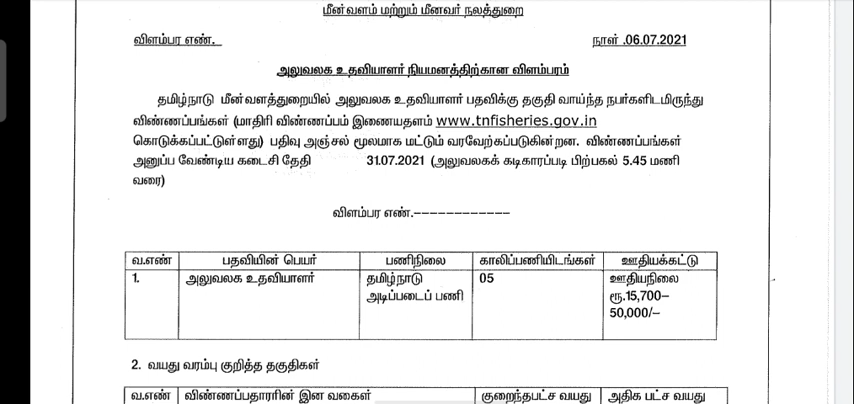 மீன்வளம் மற்றும் மீனவர் நலத்துறை
விளம்பர எண். நாள் .06.07.2021
அலுவலக உதவியாளர் நியமனத்திற்கான விளம்பரம்
தமிழ்நாடு மீன்வளத்துறையில் அலுவலக உதவியாளர் பதவிக்கு தகுதி வாய்ந்த நபர்களிடமிருந்து
விண்ணப்பங்கள் (மாதிரி விண்ணப்பம் இணையதளம் www.tnfisheries.gov.in
கொடுக்கப்பட்டுள்ளது) பதிவு அஞ்சல் மூலமாக மட்டும் வரவேற்கப்படுகின்றன. விண்ணப்பங்கள்
அனுப்ப வேண்டிய கடைசி தேதி 31.07.2021 (அலுவலகக் கடிகாரப்படி பிற்பகல் 5.45 மணி
வரை)
விளம்பர எண்.------------
வ.எண் பதவியின் பெயர் பணிநிலை காலிப்பணியிடங்கள் ஊதியக்கட்டு
1. அலுவலக உதவியாளர் தமிழ்நாடு 05 ஊதியநிலை
அடிப்படைப் பணி ரூ.15,700–
50,000/–
2. வயது வரம்பு குறித்த தகுதிகள்
வ.எண் விண்ணப்பதாரரின் இன வகைகள் குறைந்தபட்ச வயது அதிக பட்ச வயது